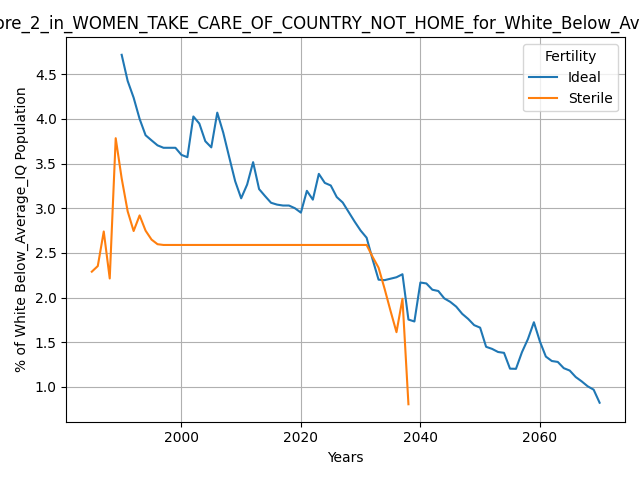 ore_2_in_WOMEN_TAKE_CARE_OF_COUNTRY_NOT_HOME_for_White_Below_Av
Fertility
Ideal
Sterile
% of White Below_Average_IQ Population
4.5
4.0
3.5
3.0
2.5
2.0
1.5
1.0
2000 2020 2040 2060
Years